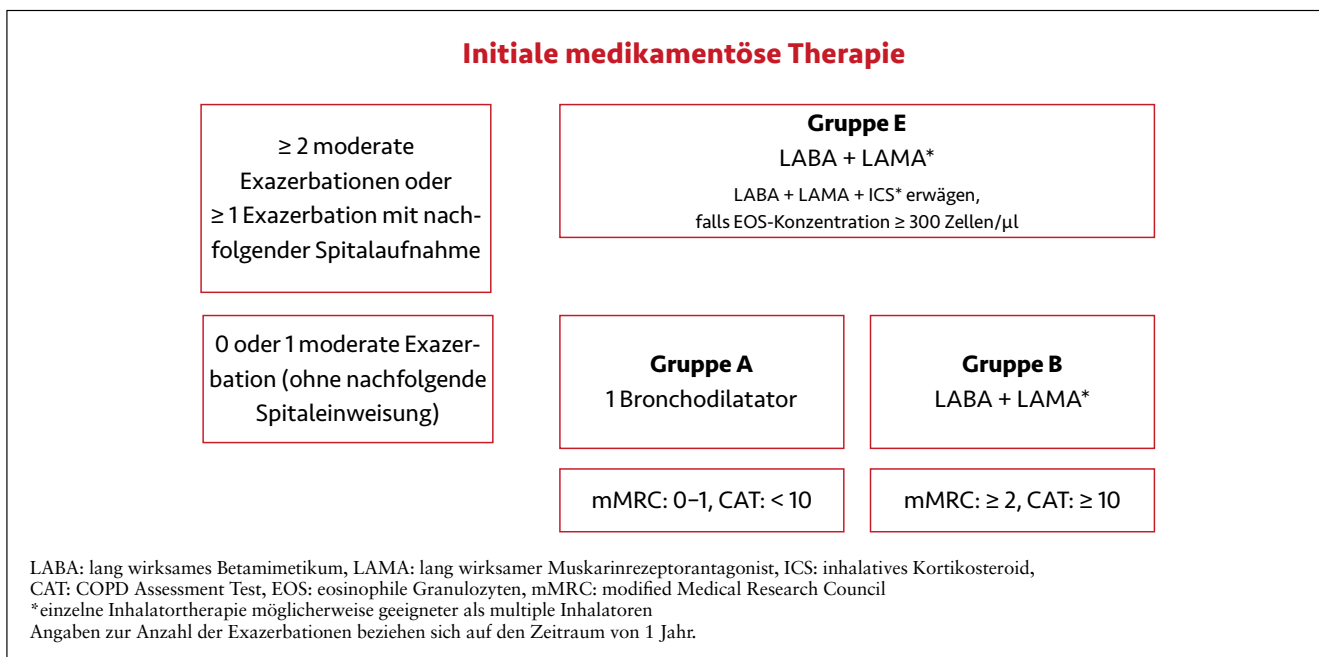 Initiale medikamentöse Therapie
≥ 2 moderate
Exazerbationen oder
≥ 1 Exazerbation mit nach-
folgender Spitalaufnahme
Gruppe E
LABA + LAMA*
LABA + LAMA + ICS* erwägen,
falls EOS-Konzentration ≥ 300 Zellen/µl
0 oder 1 moderate Exazer-
bation (ohne nachfolgende
Spitaleinweisung)
Gruppe A
1 Bronchodilatator
Gruppe B
LABA + LAMA*
mMRC: 0–1, CAT: < 10
mMRC: ≥ 2, CAT: ≥ 10
LABA: lang wirksames Betamimetikum, LAMA: lang wirksamer Muskarinrezeptorantagonist, ICS: inhalatives Kortikosteroid,
CAT: COPD Assessment Test, EOS: eosinophile Granulozyten, mMRC: modified Medical Research Council
*einzelne Inhalatortherapie möglicherweise geeigneter als multiple Inhalatoren
Angaben zur Anzahl der Exazerbationen beziehen sich auf den Zeitraum von 1 Jahr.